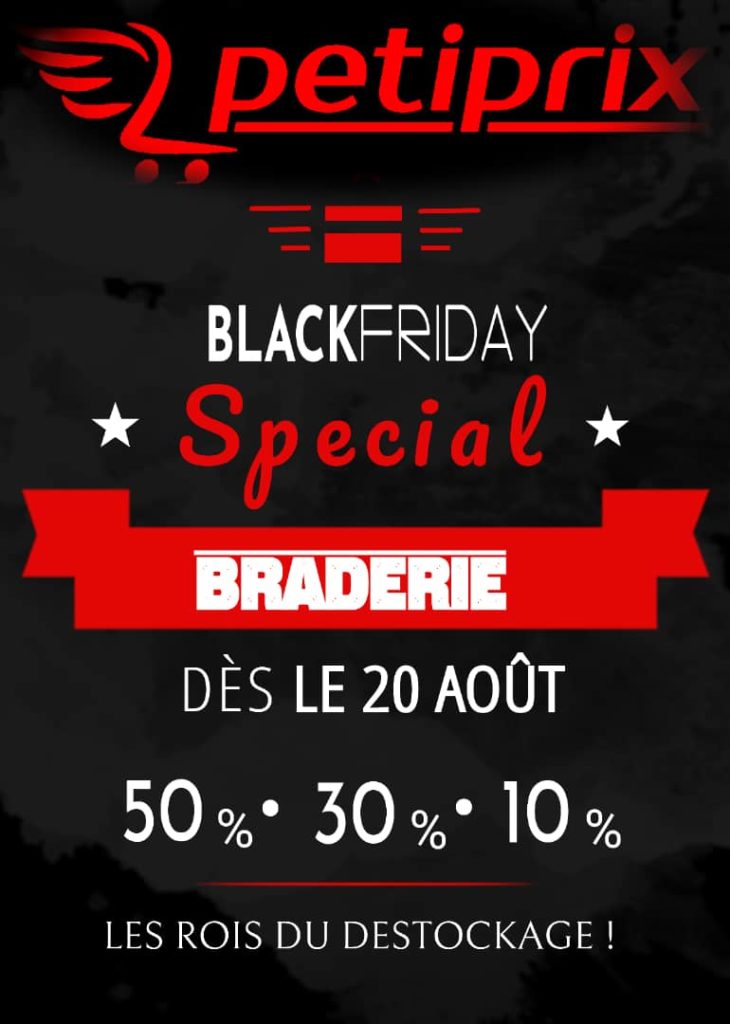 petiprix
BLACKFRIDAY
Special
BRADERIE
DÈS LE 20 AOÛT
50 %• 30 %• 10 %
LES ROIS DU DESTOCKAGE !